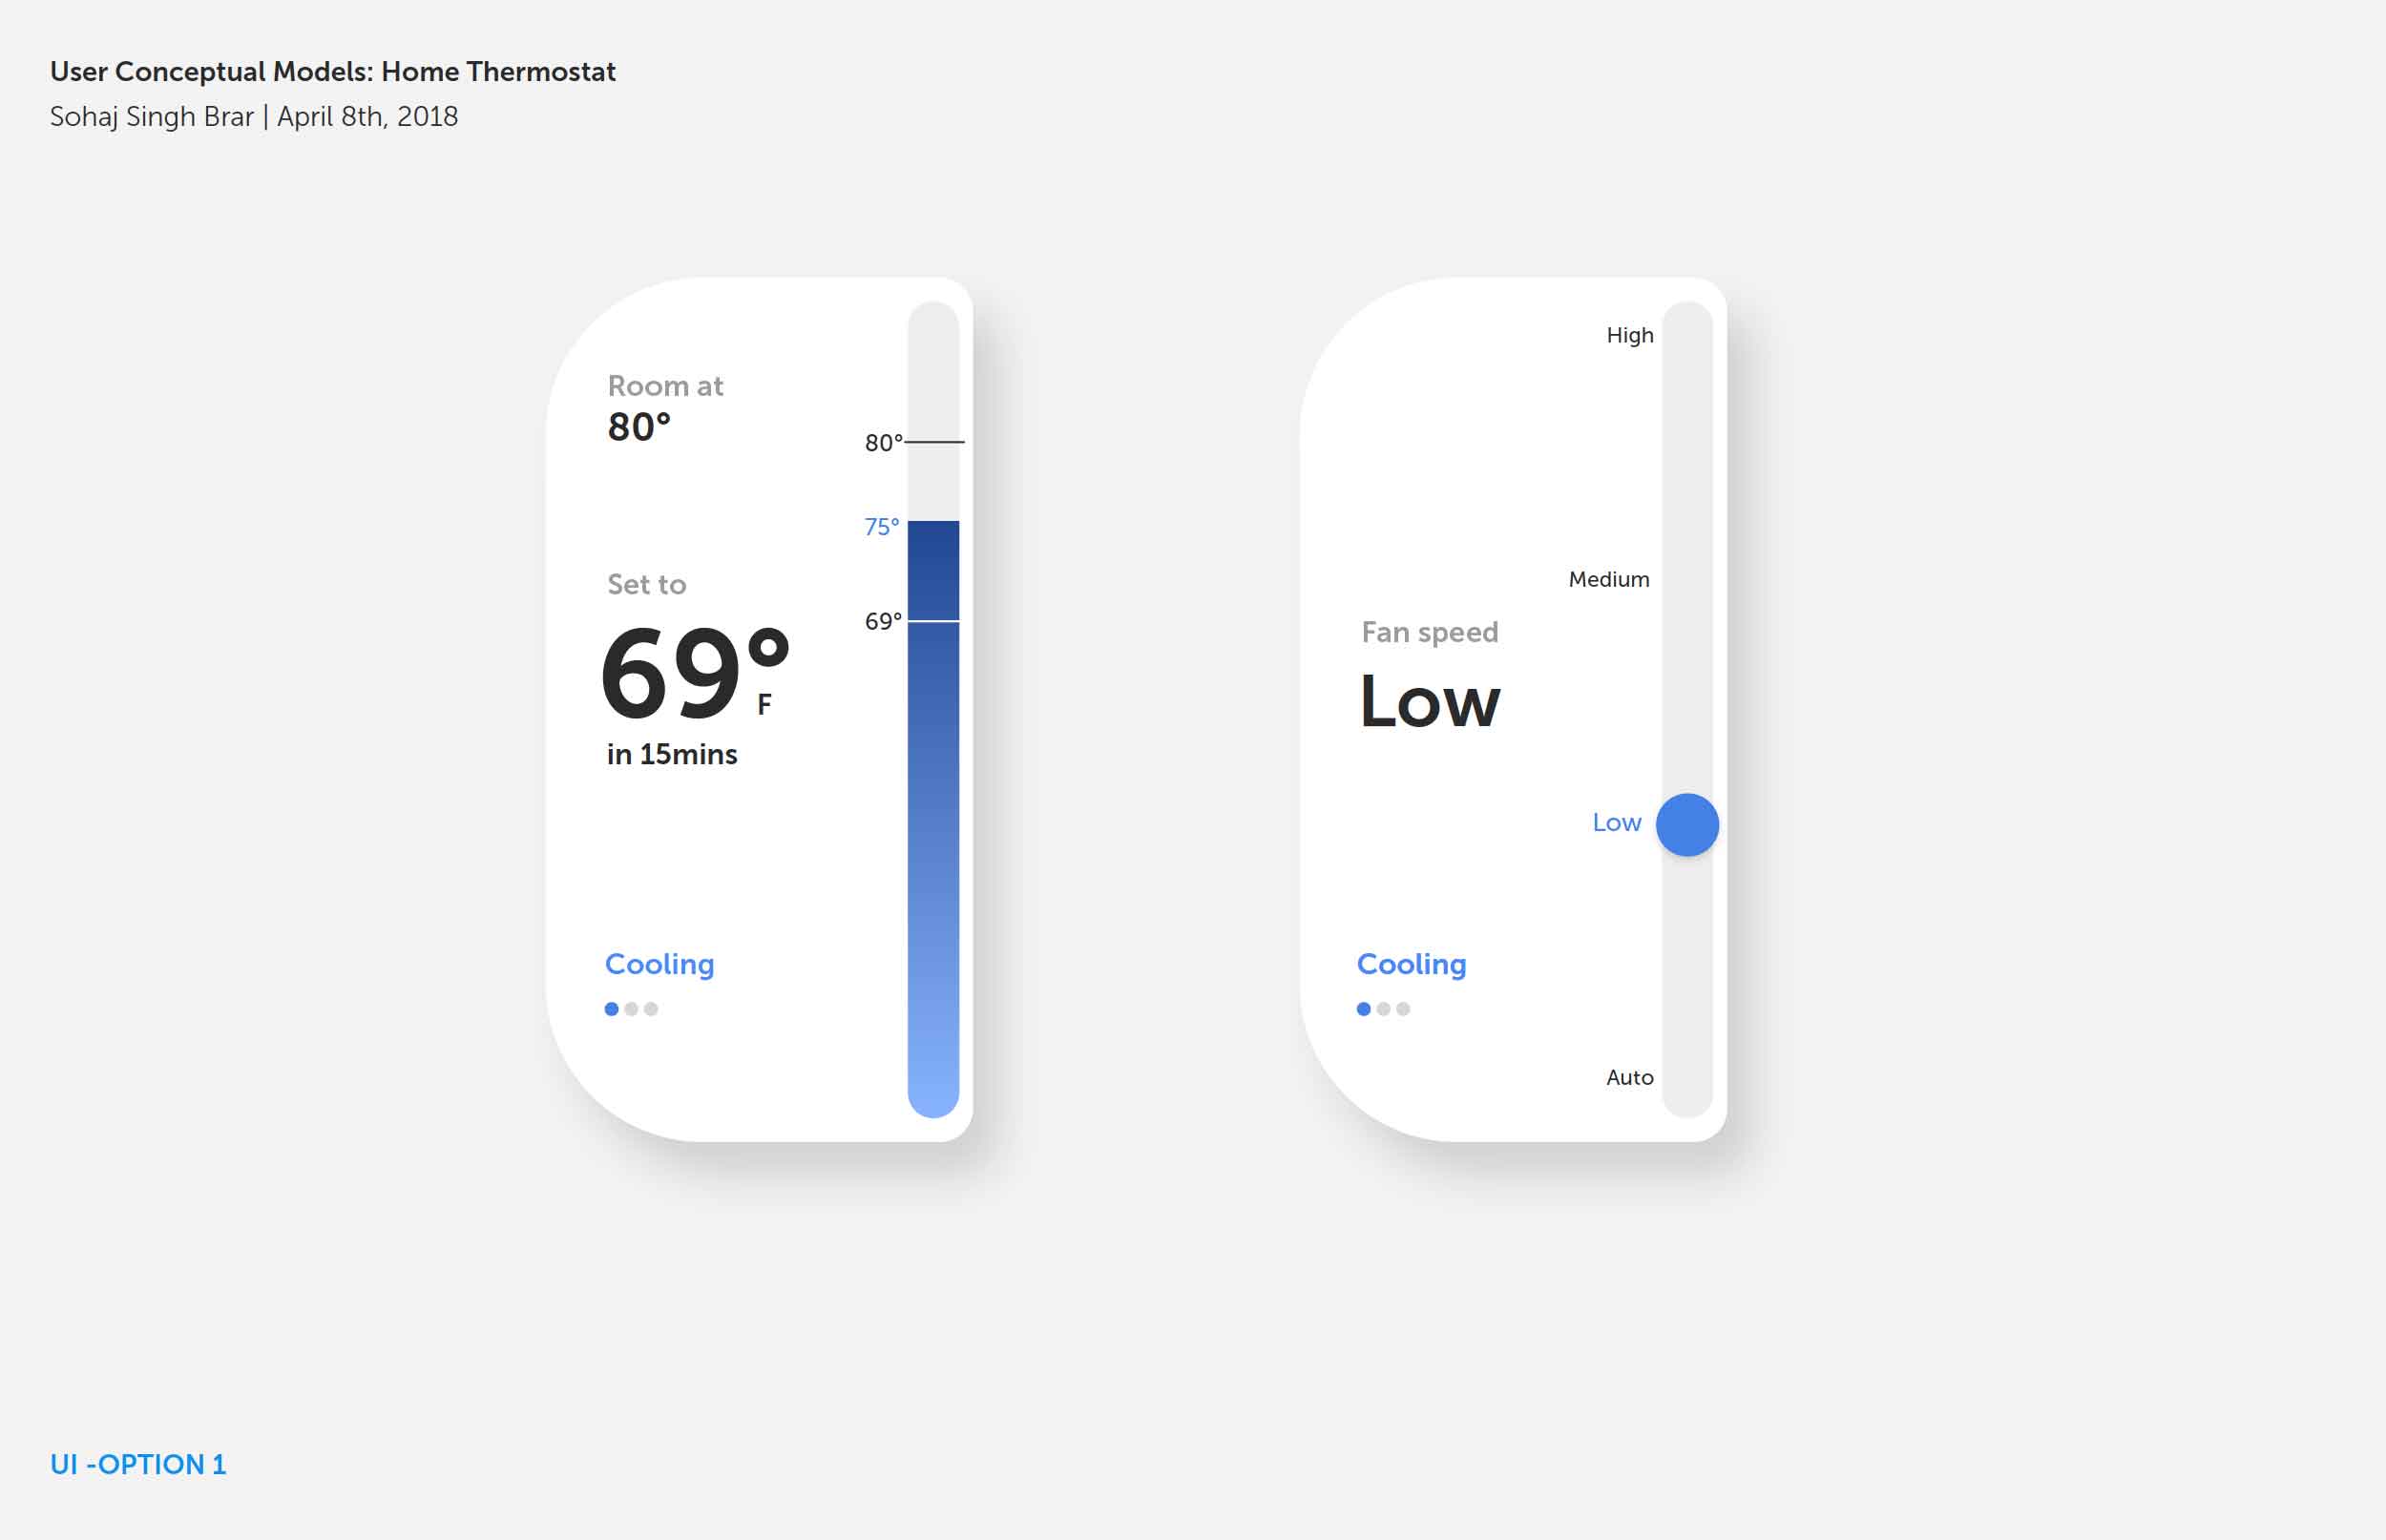 User Conceptual Models: Home Thermostat
Sohaj Singh Brar | April 8th, 2018
Room at
80°
80°
75°
Set to
69°
69° F
in 15mins
Cooling
High
Medium
Fan speed
Low
Low
Cooling
Auto
UI -OPTION 1